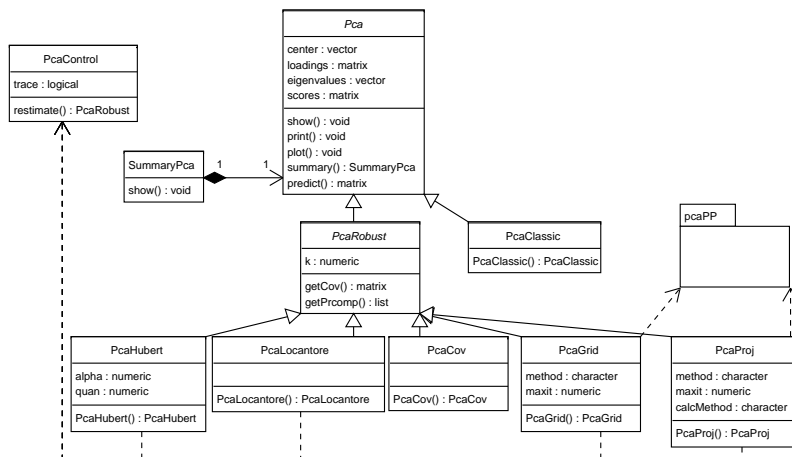 Pca
center : vector
loadings : matrix
eigenvalues : vector
scores : matrix
show() : void
print() : void
plot() : void
summary() : SummaryPca
predict() : matrix
PcaControl
trace : logical
restimate() : PcaRobust
SummaryPca
show() : void
1
1
PcaRobust
k : numeric
getCov() : matrix
getPrcomp() : list
PcaClassic
PcaClassic() : PcaClassic
pcaPP
PcaHubert
alpha : numeric
quan : numeric
PcaHubert() : PcaHubert
PcaLocantore
PcaLocantore() : PcaLocantore
PcaCov
PcaCov() : PcaCov
PcaGrid
method : character
maxit : numeric
PcaGrid() : PcaGrid
PcaProj
method : character
maxit : numeric
calcMethod : character
PcaProj() : PcaProj